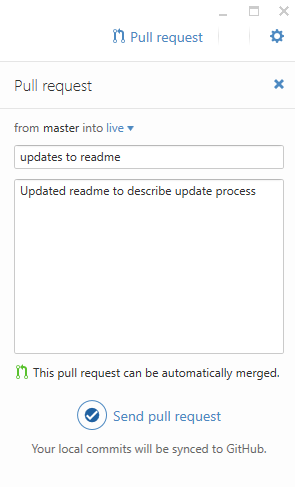 Pull request
Pull request
from master into live
updates to readme
Updated readme to describe update process
This pull request can be automatically merged.
Send pull request
Your local commits will be synced to GitHub.